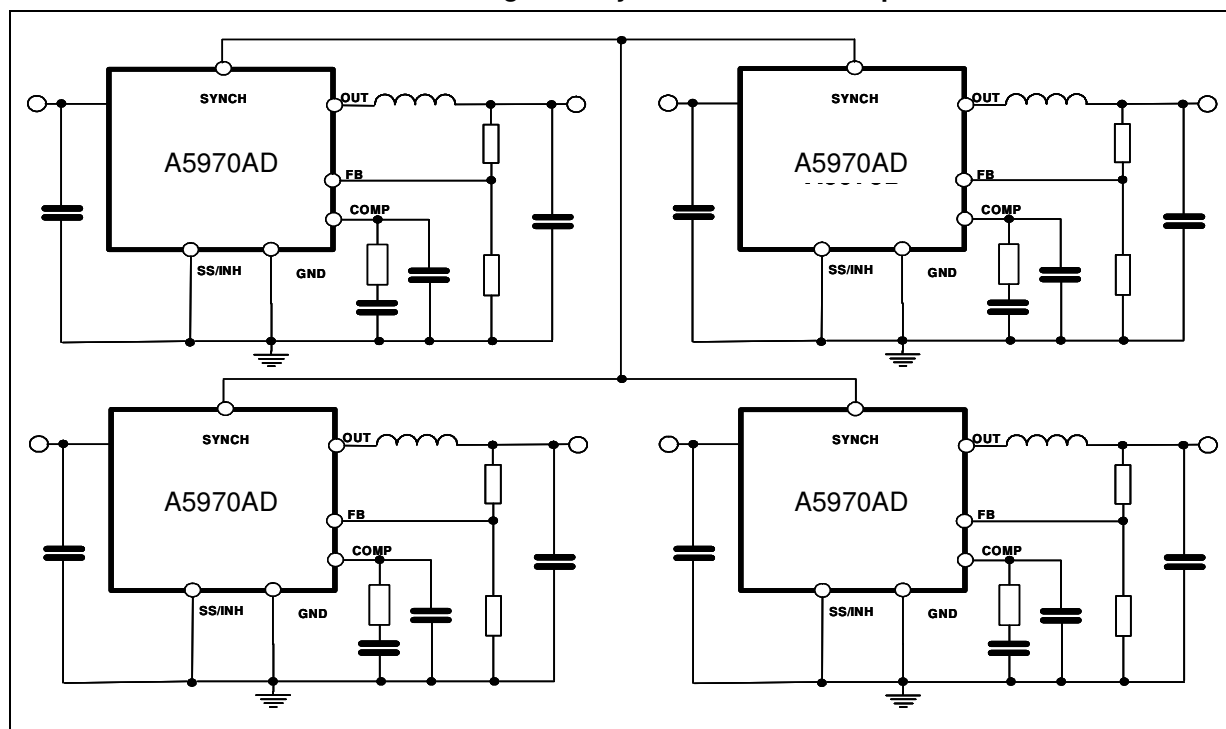 SYNCH
OUT
A5970AD
FB
COMP
SS/INH
GND
SYNCH
OUT
A5970AD
FB
COMP
SS/INH
GND
SYNCH
OUT
A5970AD
FB
COMP
SS/INH
GND
SYNCH
OUT
A5970AD
FB
COMP
SS/INH
GND